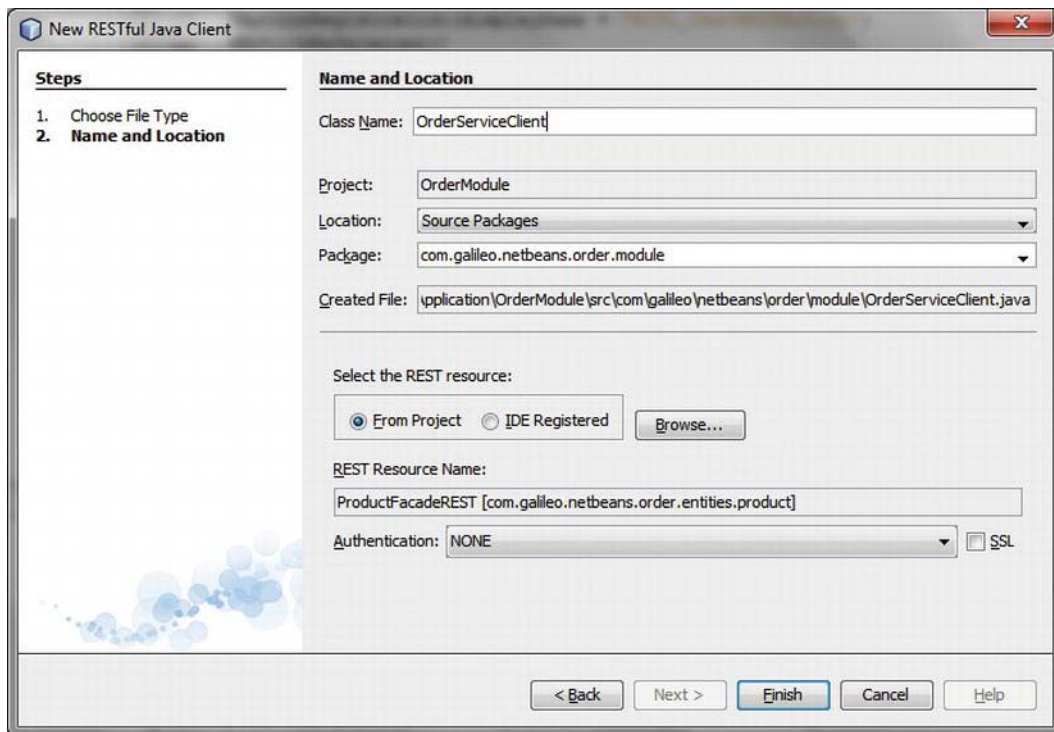 New RESTful Java Client
Steps
1. Choose File Type
2. Name and Location
Name and Location
Class Name: OrderServiceClient
Project: OrderModule
Location: Source Packages
Package: com.galileo.netbeans.order.module
Created File: \pplication\OrderModule\src\com\galileo\netbeans\order\module\OrderServiceClient.java
Select the REST resource:
From Project IDE Registered Browse...
REST Resource Name:
ProductFacadeREST [com.galileo.netbeans.order.entities.product]
Authentication: NONE SSL
< Back Next > Finish Cancel Help